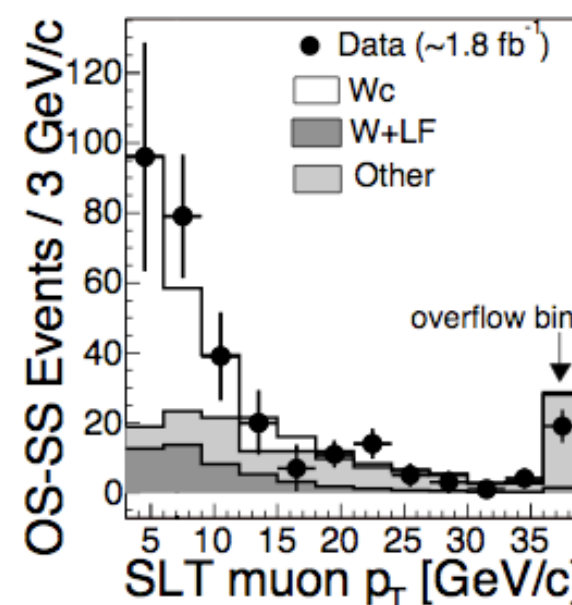 OS-SS Events / 3 GeV/c
120
100
80
60
40
20
0
Data (~1.8 fb⁻¹)
Wc
W+LF
Other
overflow bin
5 10 15 20 25 30 35
SLT muon pT [GeV/c]